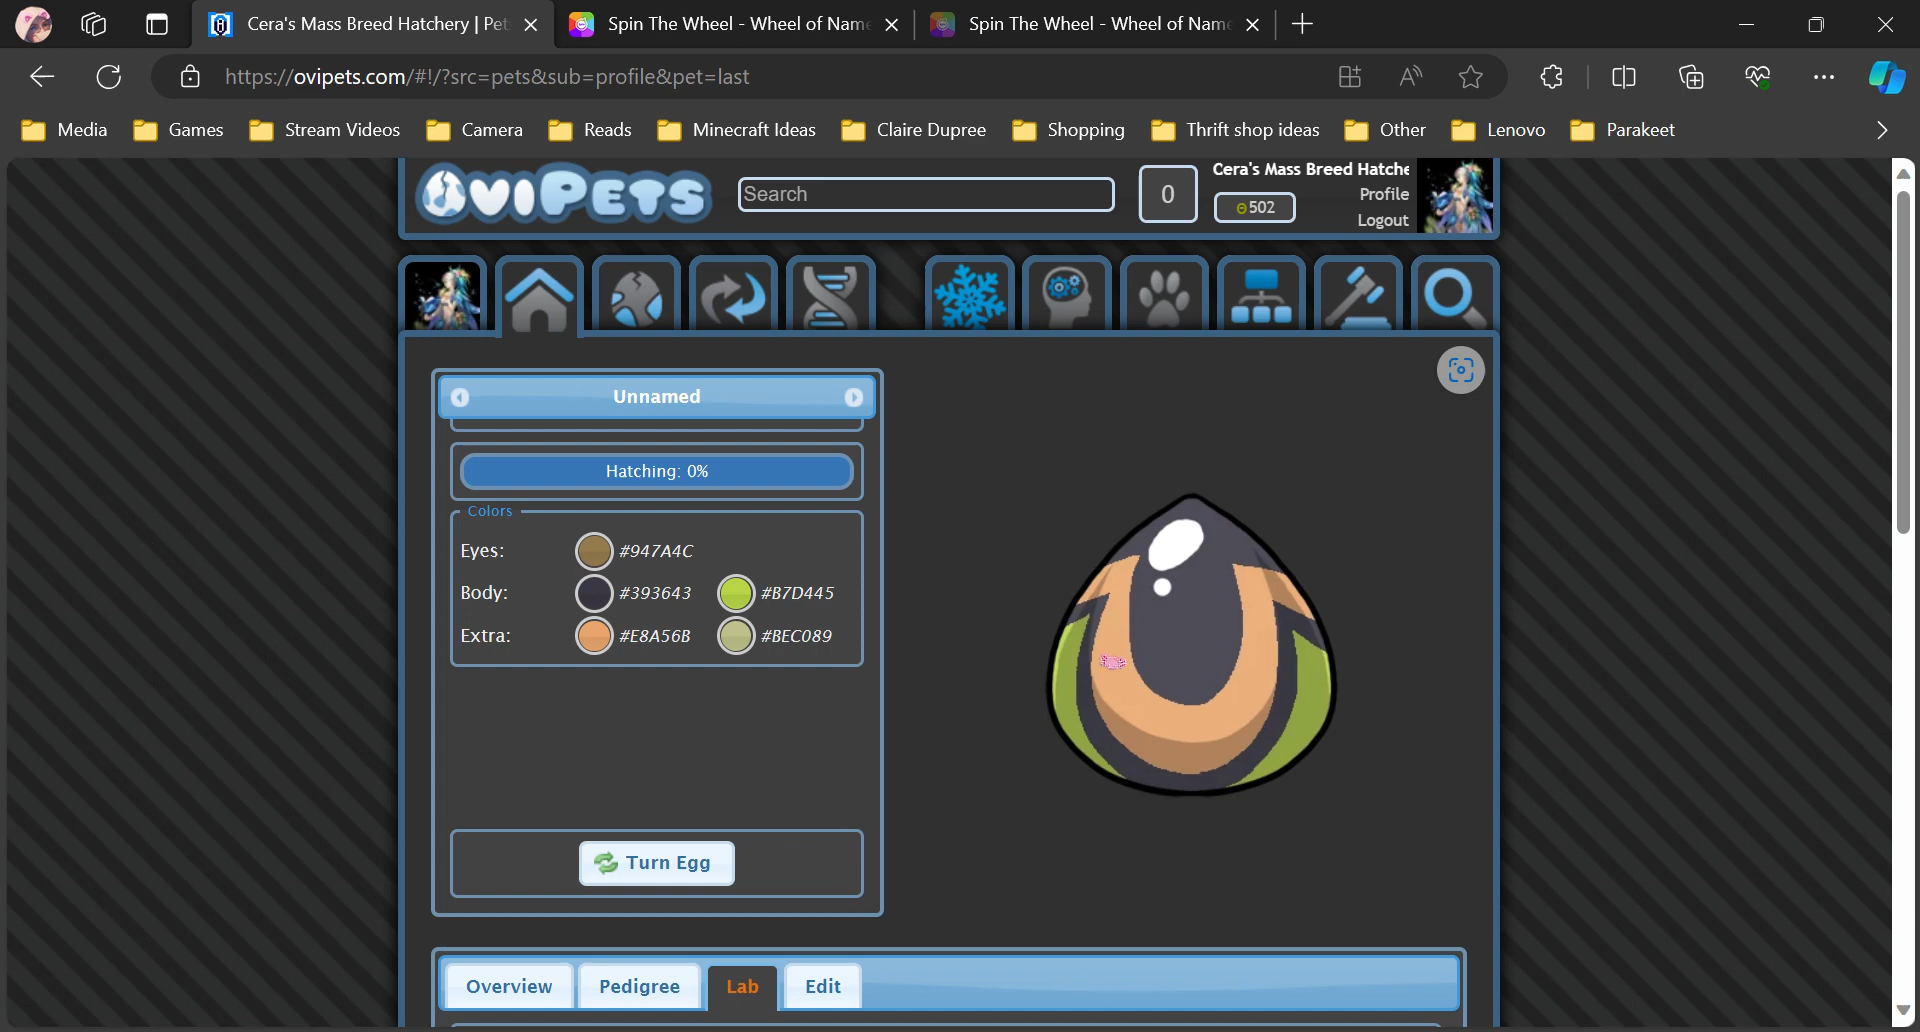 Cera's Mass Breed Hatchery | Pet
Spin The Wheel - Wheel of Name
Spin The Wheel - Wheel of Name
https://ovipets.com/#!/?src=pets&sub=profile&pet=last
Media
Games
Stream Videos
Camera
Reads
Minecraft Ideas
Claire Dupree
Shopping
Thrift shop ideas
Other
Lenovo
Parakeet
OviPets
Search
0
Cera's Mass Breed Hatche
502
Profile
Logout
Unnamed
Hatching: 0%
Colors
Eyes: #947A4C
Body: #393643 #B7D445
Extra: #E8A56B #BEC089
Turn Egg
Overview
Pedigree
Lab
Edit